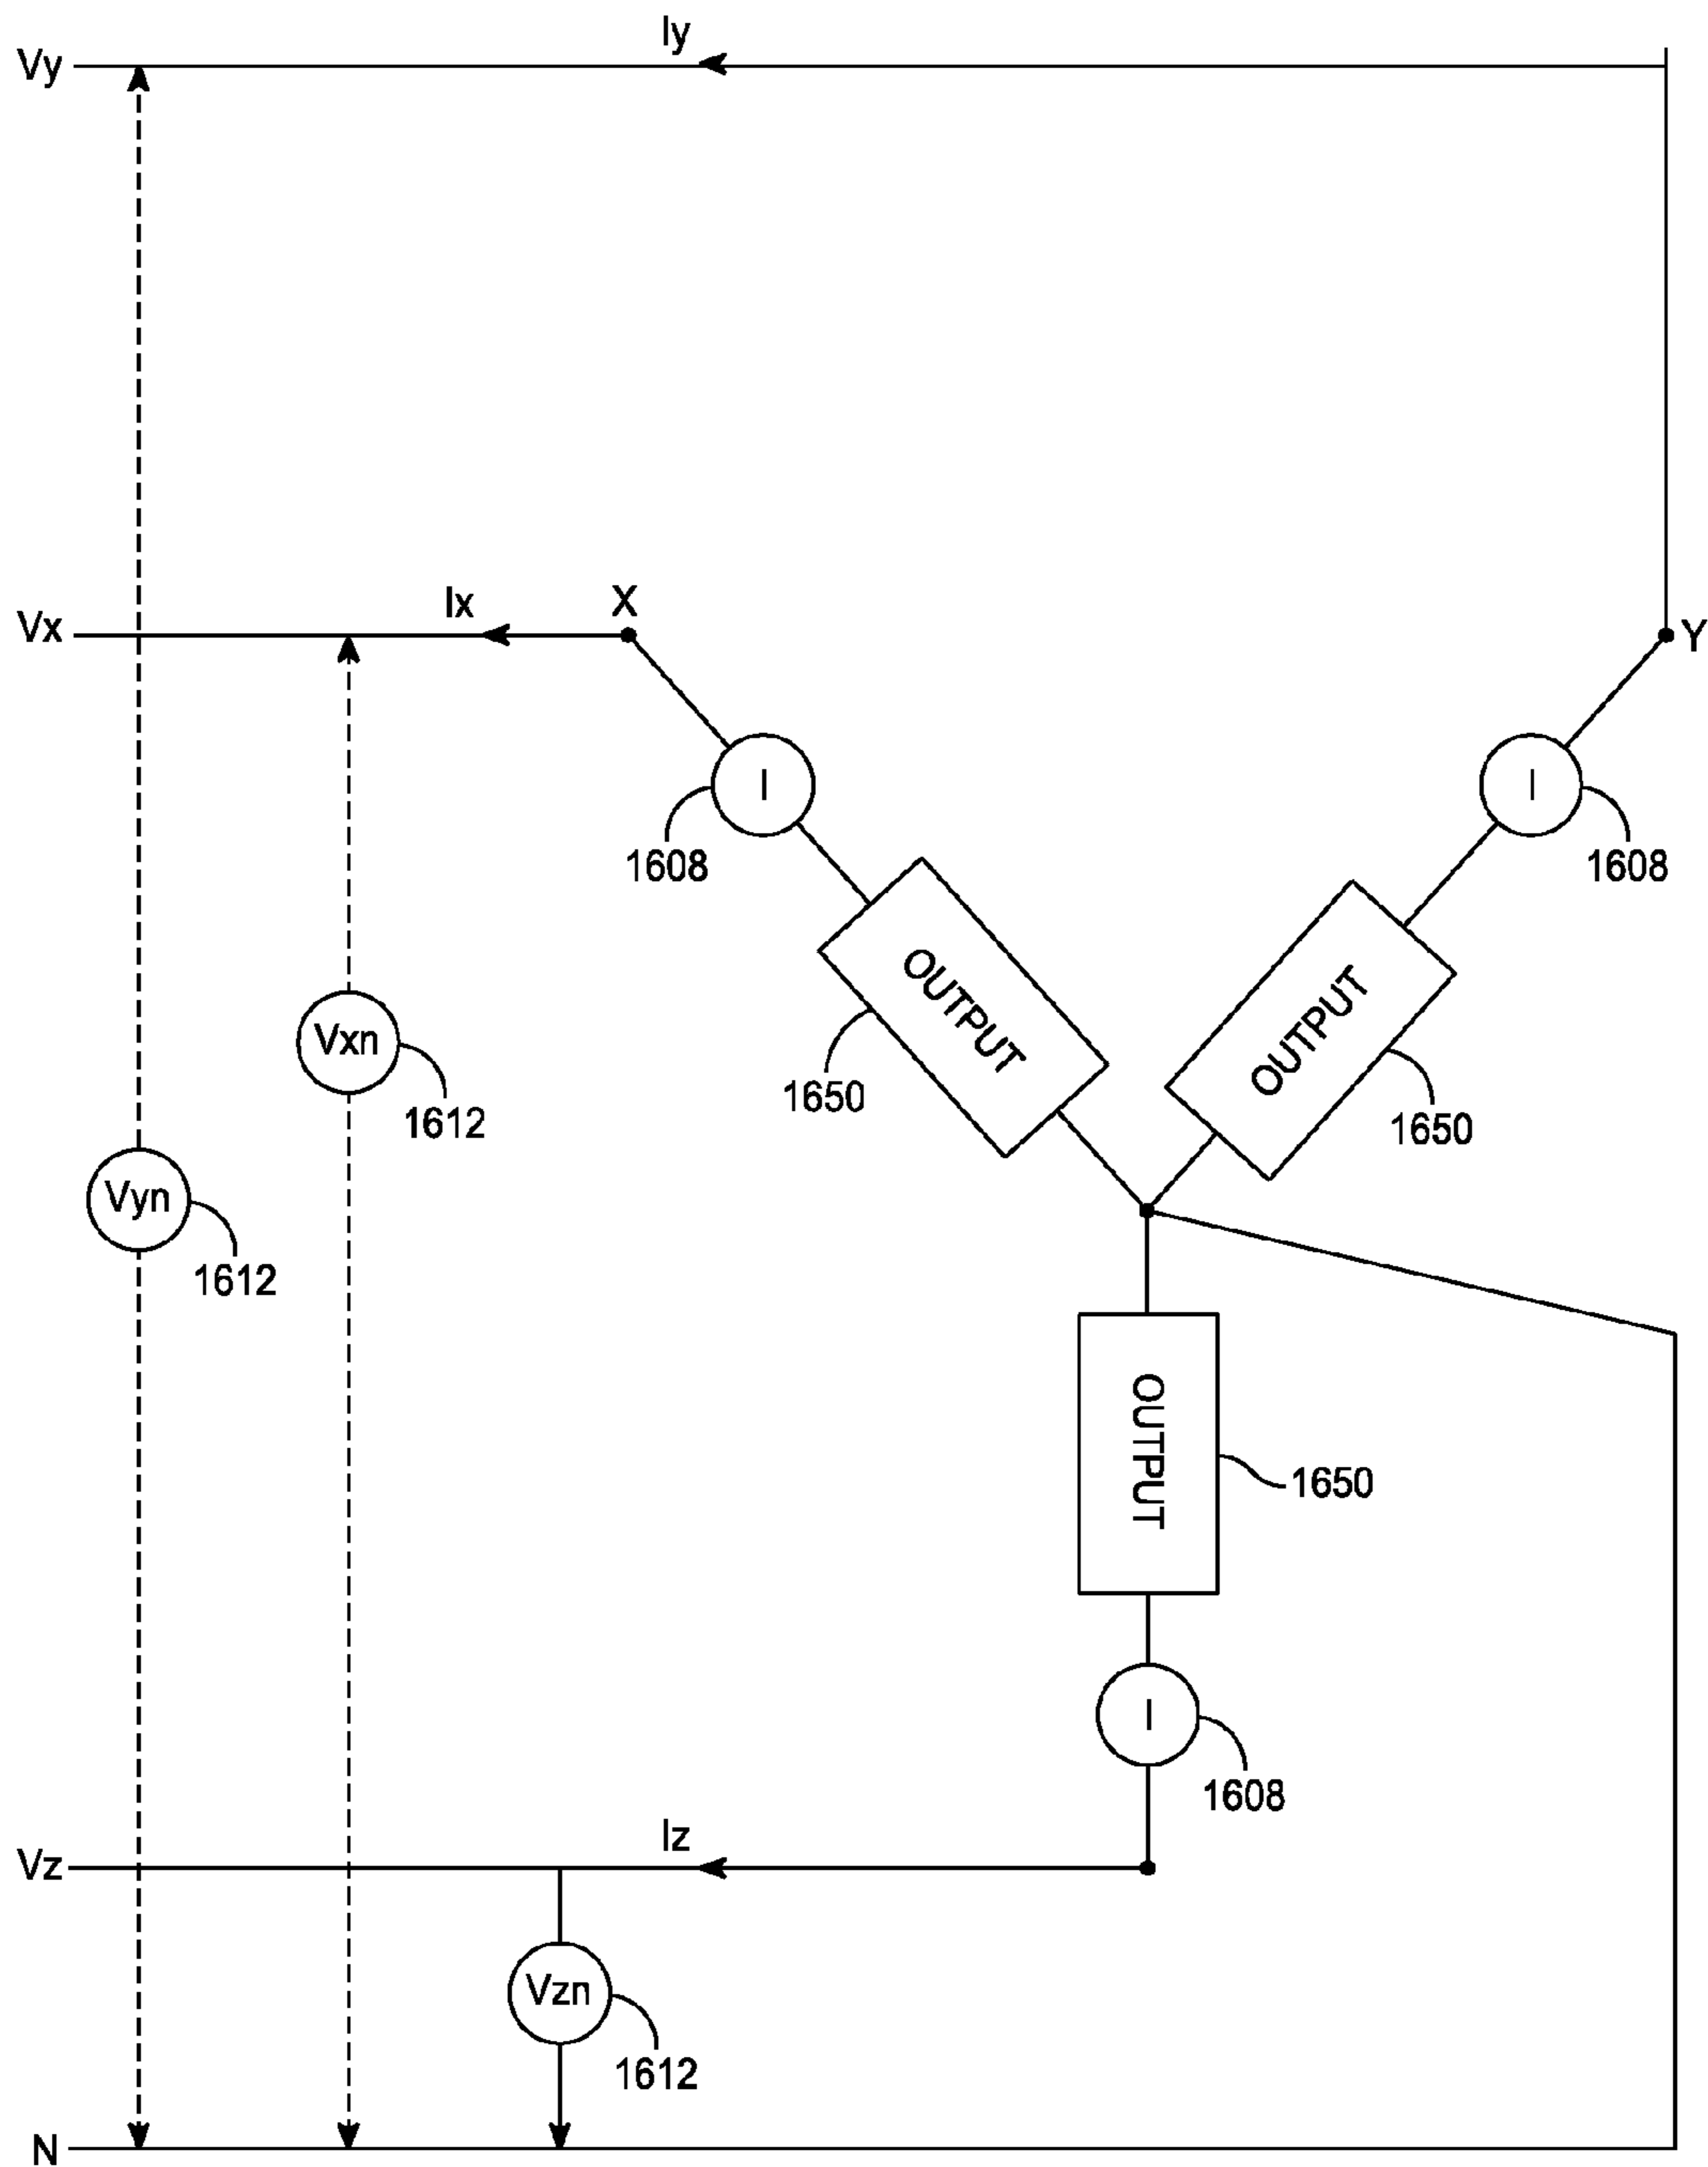 Iy
Vy
Ix
X
Vx
Y
I
I
1608
1608
OUTPUT
OUTPUT
Vxn
1650
1612
1650
Vyn
1612
OUTPUT
1650
I
1608
Iz
Vz
Vzn
1612
N